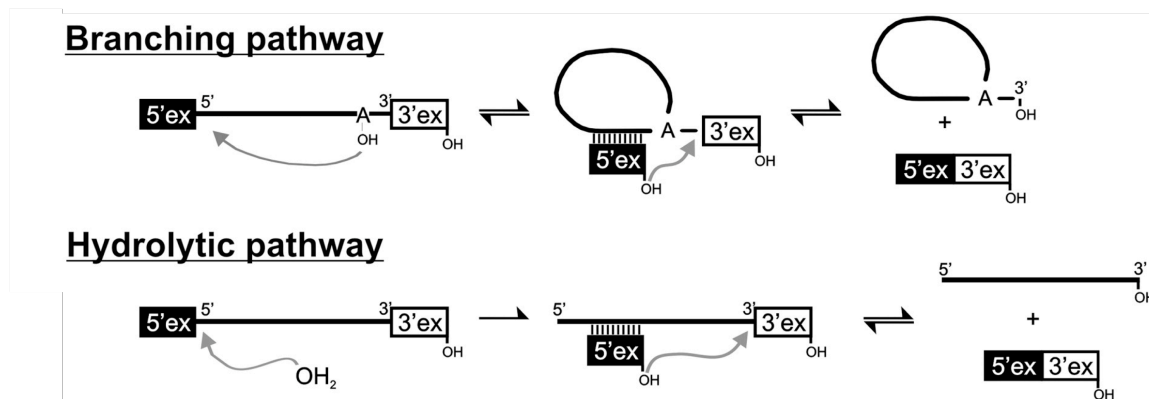 Branching pathway
5'ex 5' A OH 3' 3'ex OH
A 3'ex OH 5'ex OH
A 3' OH
+
5'ex 3'ex OH
Hydrolytic pathway
5'ex 5' 3' 3'ex OH
OH₂
5' 3' 3'ex OH
5'ex OH
5' 3' OH
+
5'ex 3'ex OH